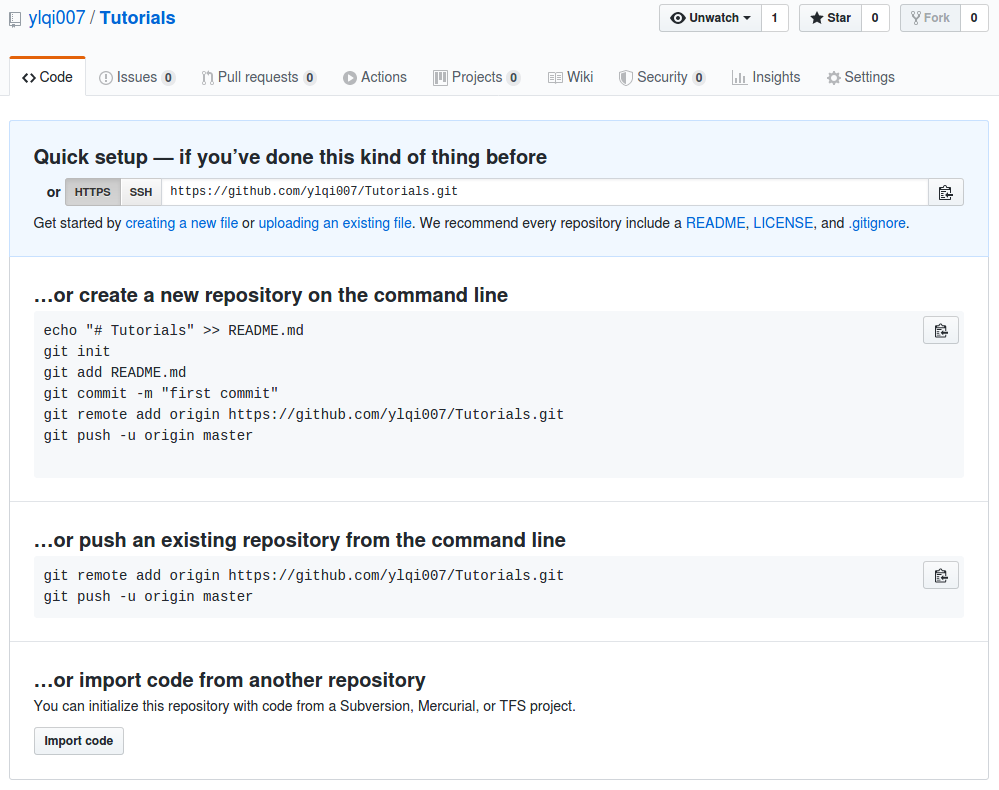 ylqi007 / Tutorials
Unwatch 1 Star 0 Fork 0
Code Issues 0 Pull requests 0 Actions Projects 0 Wiki Security 0 Insights Settings
Quick setup — if you’ve done this kind of thing before
or HTTPS SSH https://github.com/ylqi007/Tutorials.git
Get started by creating a new file or uploading an existing file. We recommend every repository include a README, LICENSE, and .gitignore.
…or create a new repository on the command line
echo "# Tutorials" >> README.md
git init
git add README.md
git commit -m "first commit"
git remote add origin https://github.com/ylqi007/Tutorials.git
git push -u origin master
…or push an existing repository from the command line
git remote add origin https://github.com/ylqi007/Tutorials.git
git push -u origin master
…or import code from another repository
You can initialize this repository with code from a Subversion, Mercurial, or TFS project.
Import code